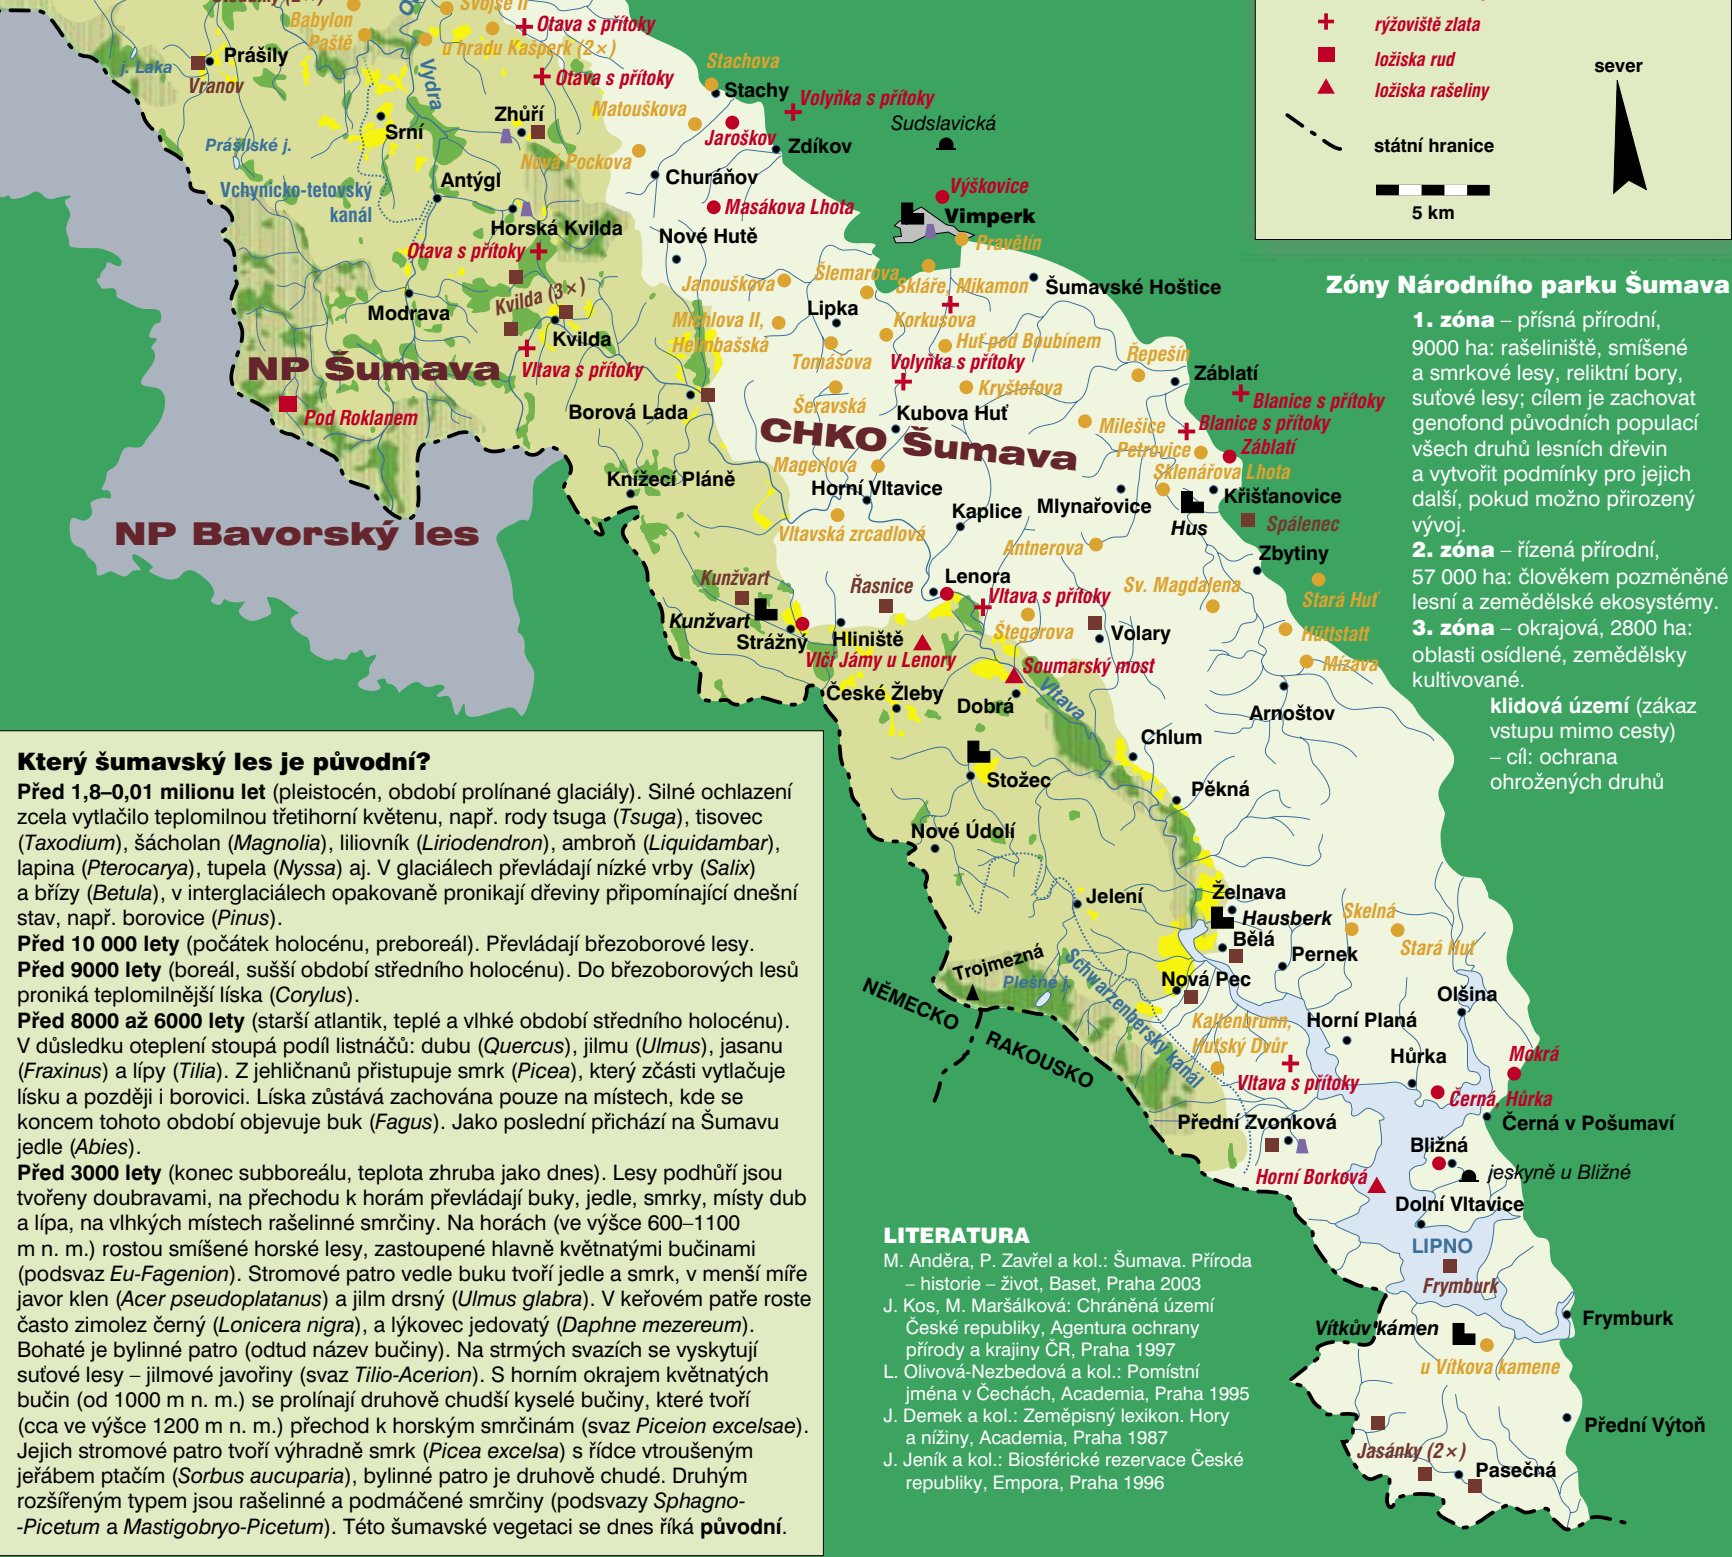 Svojše II
Babylon
Paště
Otava s přítoky
u hradu Kašperk (2×)
Prášily
j. Laka
Vranov
Vydra
Otava s přítoky
Stachova
Stachy
Volyňka s přítoky
Matouškova
Zhůří
Srní
Jaroškov
Sudslavická
Zdíkov
Prášilské j.
Nová Pockova
Antýgl
Churáňov
Vchynicko-tetovský
kanál
Výškovice
Masákova Lhota
Vimperk
Horská Kvilda
Nové Hutě
Pravětín
Otava s přítoky
Janouškova
Šlemarova
Skláře, Mikamon
Šumavské Hoštice
Kvilda (3×)
Modrava
Lipka
Michlova II,
Heimbašská
Korkusova
Kvilda
Huť pod Boubínem
Řepešín
NP Šumava
Vltava s přítoky
Tomášova
Volyňka s přítoky
Záblatí
Kryštofova
Blanice s přítoky
Pod Roklanem
Borová Lada
Šeravská
Kubova Huť
CHKO Šumava
Milešice
Blanice s přítoky
Petrovice
Záblatí
Magerlova
Sklenářova Lhota
Knížecí Pláně
Horní Vltavice
Mlynařovice
Křišťanovice
Kaplice
Hus
Spálenec
NP Bavorský les
Vltavská zrcadlová
Antnerova
Zbytiny
Kunžvart
Řasnice
Lenora
Sv. Magdalena
Vltava s přítoky
Stará Huť
Kunžvart
Strážný
Hliniště
Štegarova
Volary
Hüttstatt
Vlčí Jámy u Lenory
Soumarský most
Mlzava
České Žleby
Dobrá
Vltava
Arnoštov
Chlum
Stožec
Pěkná
Nové Údolí
Jelení
Želnava
Hausberk
Skelná
Bělá
Stará Huť
Pernek
Trojmezná
Plešné j.
Nová Pec
Olšina
NĚMECKO
RAKOUSKO
Schwarzenberský kanál
Kaltenbrunn,
Huťský Dvůr
Horní Planá
Hůrka
Mokrá
Vltava s přítoky
Černá, Hůrka
Přední Zvonková
Černá v Pošumaví
Bližná
jeskyně u Bližné
Horní Borková
Dolní Vltavice
LIPNO
Frymburk
Frymburk
Vítkův kámen
u Vítkova kamene
Přední Výtoň
Jasánky (2×)
Pasečná
rýžoviště zlata
ložiska rud
ložiska rašeliny
státní hranice
5 km
sever
Zóny Národního parku Šumava
1. zóna – přísná přírodní,
9000 ha: rašeliniště, smíšené
a smrkové lesy, reliktní bory,
suťové lesy; cílem je zachovat
genofond původních populací
všech druhů lesních dřevin
a vytvořit podmínky pro jejich
další, pokud možno přirozený
vývoj.
2. zóna – řízená přírodní,
57 000 ha: člověkem pozměněné
lesní a zemědělské ekosystémy.
3. zóna – okrajová, 2800 ha:
oblasti osídlené, zemědělsky
kultivované.
klidová území (zákaz
vstupu mimo cesty)
– cíl: ochrana
ohrožených druhů
Který šumavský les je původní?
Před 1,8–0,01 milionu let (pleistocén, období prolínané glaciály). Silné ochlazení
zcela vytlačilo teplomilnou třetihorní květenu, např. rody tsuga (Tsuga), tisovec
(Taxodium), šácholan (Magnolia), liliovník (Liriodendron), ambroň (Liquidambar),
lapina (Pterocarya), tupela (Nyssa) aj. V glaciálech převládají nízké vrby (Salix)
a břízy (Betula), v interglaciálech opakovaně pronikají dřeviny připomínající dnešní
stav, např. borovice (Pinus).
Před 10 000 lety (počátek holocénu, preboreál). Převládají březoborové lesy.
Před 9000 lety (boreál, sušší období středního holocénu). Do březoborových lesů
proniká teplomilnější líska (Corylus).
Před 8000 až 6000 lety (starší atlantik, teplé a vlhké období středního holocénu).
V důsledku oteplení stoupá podíl listnáčů: dubu (Quercus), jilmu (Ulmus), jasanu
(Fraxinus) a lípy (Tilia). Z jehličnanů přistupuje smrk (Picea), který zčásti vytlačuje
lísku a později i borovici. Líska zůstává zachována pouze na místech, kde se
koncem tohoto období objevuje buk (Fagus). Jako poslední přichází na Šumavu
jedle (Abies).
Před 3000 lety (konec subboreálu, teplota zhruba jako dnes). Lesy podhůří jsou
tvořeny doubravami, na přechodu k horám převládají buky, jedle, smrky, místy dub
a lípa, na vlhkých místech rašelinné smrčiny. Na horách (ve výšce 600–1100
m n. m.) rostou smíšené horské lesy, zastoupené hlavně květnatými bučinami
(podsvaz Eu-Fagenion). Stromové patro vedle buku tvoří jedle a smrk, v menší míře
javor klen (Acer pseudoplatanus) a jilm drsný (Ulmus glabra). V keřovém patře roste
často zimolez černý (Lonicera nigra), a lýkovec jedovatý (Daphne mezereum).
Bohaté je bylinné patro (odtud název bučiny). Na strmých svazích se vyskytují
suťové lesy – jilmové javořiny (svaz Tilio-Acerion). S horním okrajem květnatých
bučin (od 1000 m n. m.) se prolínají druhově chudší kyselé bučiny, které tvoří
(cca ve výšce 1200 m n. m.) přechod k horským smrčinám (svaz Piceion excelsae).
Jejich stromové patro tvoří výhradně smrk (Picea excelsa) s řídce vtroušeným
jeřábem ptačím (Sorbus aucuparia), bylinné patro je druhově chudé. Druhým
rozšířeným typem jsou rašelinné a podmáčené smrčiny (podsvazy Sphagno-
-Picetum a Mastigobryo-Picetum). Této šumavské vegetaci se dnes říká původní.
LITERATURA
M. Anděra, P. Zavřel a kol.: Šumava. Příroda
– historie – život, Baset, Praha 2003
J. Kos, M. Maršálková: Chráněná území
České republiky, Agentura ochrany
přírody a krajiny ČR, Praha 1997
L. Olivová-Nezbedová a kol.: Pomístní
jména v Čechách, Academia, Praha 1995
J. Demek a kol.: Zeměpisný lexikon. Hory
a nížiny, Academia, Praha 1987
J. Jeník a kol.: Biosférické rezervace České
republiky, Empora, Praha 1996